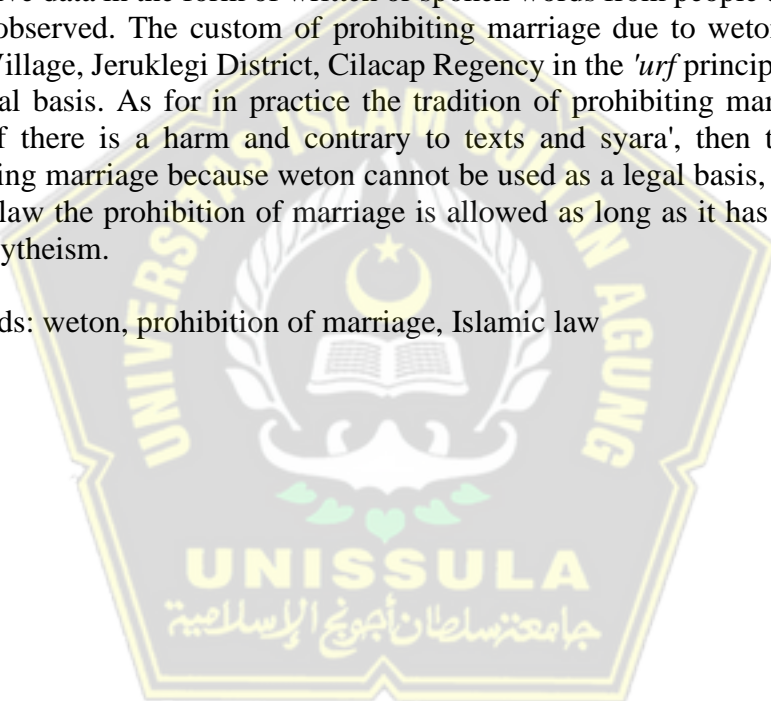 ve data in the form of written or spoken words from people
observed. The custom of prohibiting marriage due to weton
Village, Jeruklegi District, Cilacap Regency in the 'urf princip
al basis. As for in practice the tradition of prohibiting mar
f there is a harm and contrary to texts and syara', then t
ing marriage because weton cannot be used as a legal basis,
law the prohibition of marriage is allowed as long as it has
ytheism.
ds: weton, prohibition of marriage, Islamic law
UNIVERSITAS ISLAM SULTAN AGUNG
UNISSULA
جامعة سلطان أجونج الإسلامية